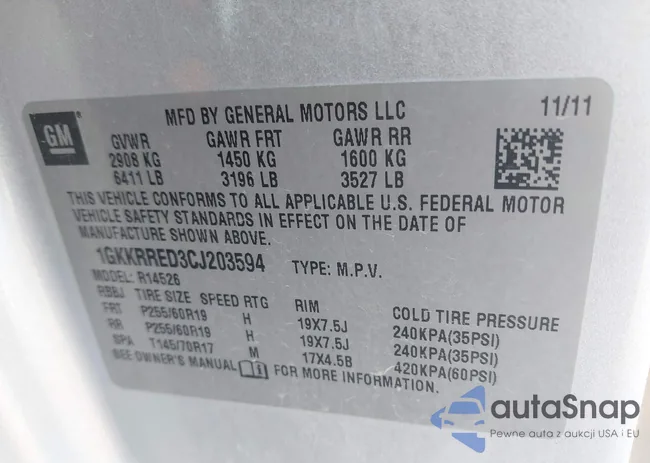 MFD BY GENERAL MOTORS LLC 11/11
GM
GVWR GAWR FRT GAWR RR
2908 KG 1450 KG 1600 KG
6411 LB 3196 LB 3527 LB
THIS VEHICLE CONFORMS TO ALL APPLICABLE U.S. FEDERAL MOTOR
VEHICLE SAFETY STANDARDS IN EFFECT ON THE DATE OF
MANUFACTURE SHOWN ABOVE.
1GKKRRED3CJ203594 TYPE: M.P.V.
MODEL: R14526
RBBJ TIRE SIZE SPEED RTG RIM COLD TIRE PRESSURE
FRT P255/60R19 H 19X7.5J 240KPA(35PSI)
RR P255/60R19 H 19X7.5J 240KPA(35PSI)
SPA T145/70R17 M 17X4.5B 420KPA(60PSI)
SEE OWNER'S MANUAL FOR MORE INFORMATION.
autaSnap
Pewne auta z aukcji USA i EU